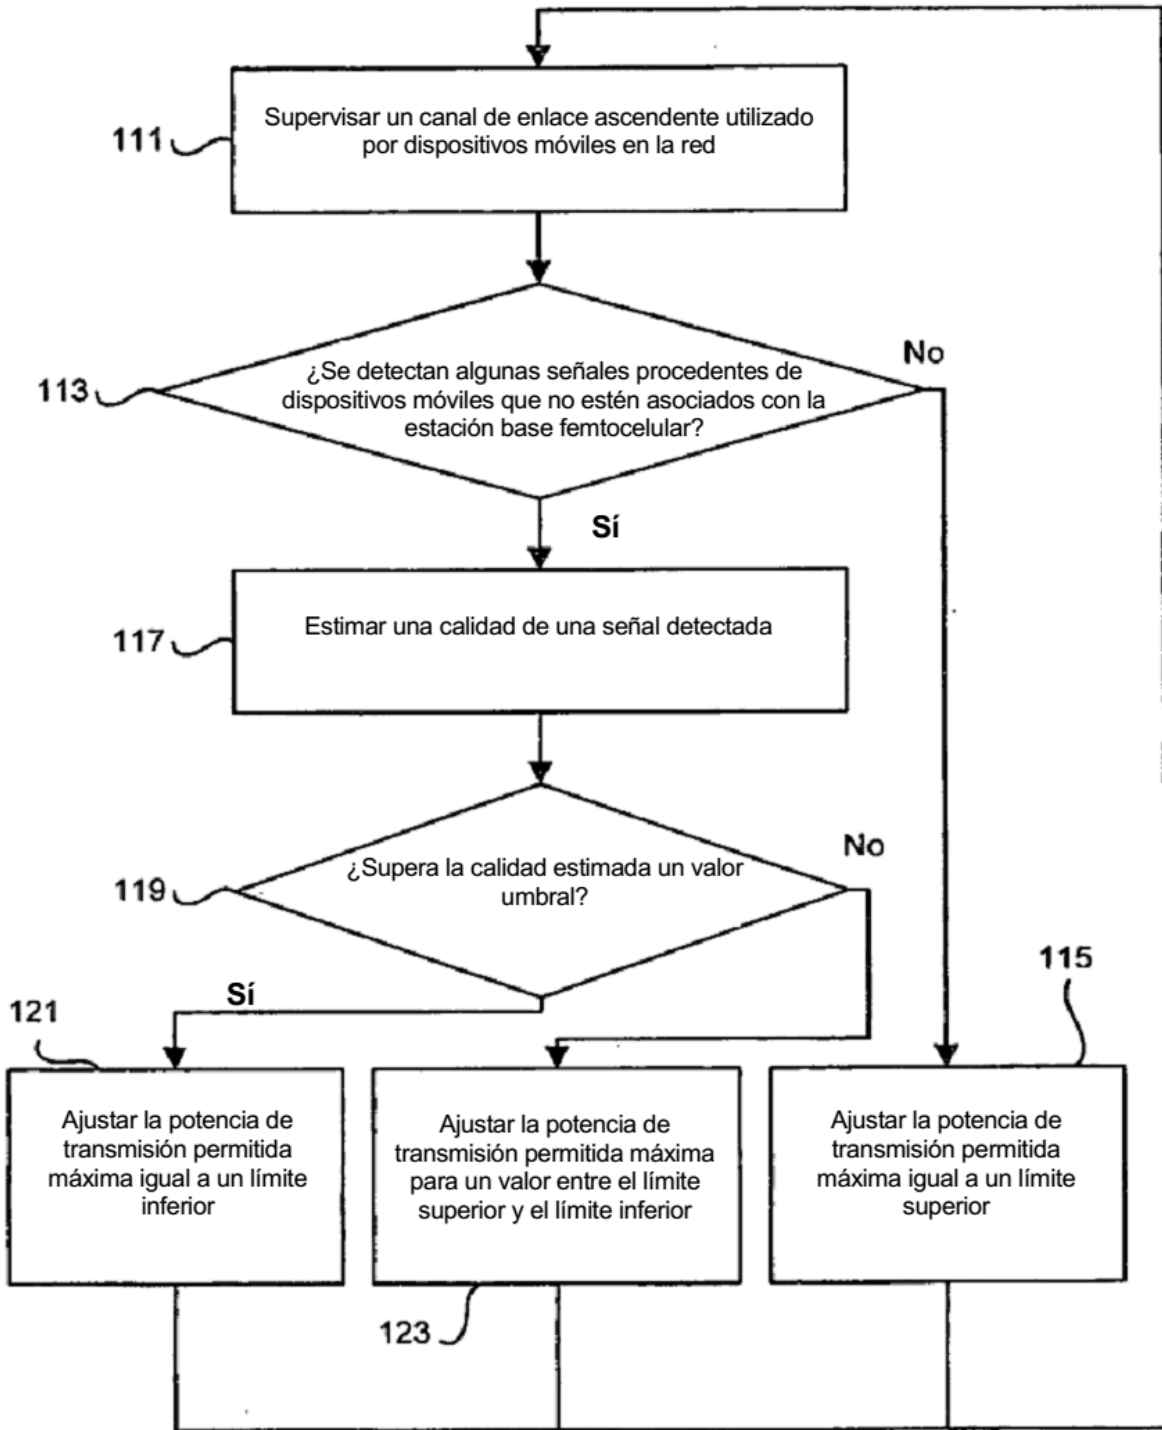 Supervisar un canal de enlace ascendente utilizado
por dispositivos móviles en la red
111
No
¿Se detectan algunas señales procedentes de
dispositivos móviles que no estén asociados con la
estación base femtocelular?
113
Sí
Estimar una calidad de una señal detectada
117
No
¿Supera la calidad estimada un valor
umbral?
119
Sí
115
121
Ajustar la potencia de
transmisión permitida
máxima igual a un límite
inferior
Ajustar la potencia de
transmisión permitida máxima
para un valor entre el límite
superior y el límite inferior
Ajustar la potencia de
transmisión permitida
máxima igual a un límite
superior
123